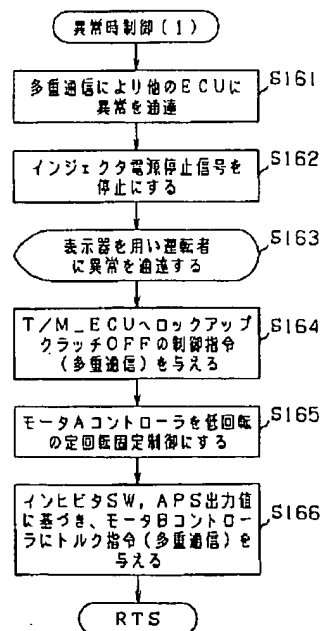 異常時制御(1)
S161
多重通信により他のECUに
異常を通達
S162
インジェクタ電源停止信号を
停止にする
S163
表示器を用い運転者
に異常を通達する
S164
T/M_ECUへロックアップ
クラッチOFFの制御指令
(多重通信)を与える
S165
モータAコントローラを低回転
の定回転固定制御にする
S166
インヒビタSW,APS出力値
に基づき、モータBコントロー
ラにトルク指令(多重通信)を
与える
RTS